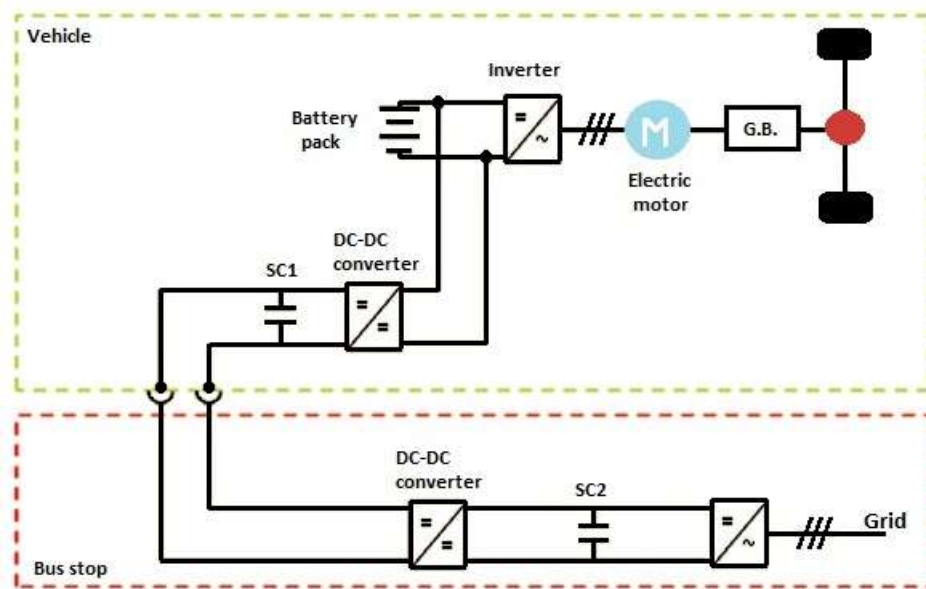 Vehicle
Inverter
Battery
pack
=
~
M
G.B.
Electric
motor
DC-DC
converter
SC1
=
=
DC-DC
converter
SC2
=
=
=
~
Grid
Bus stop